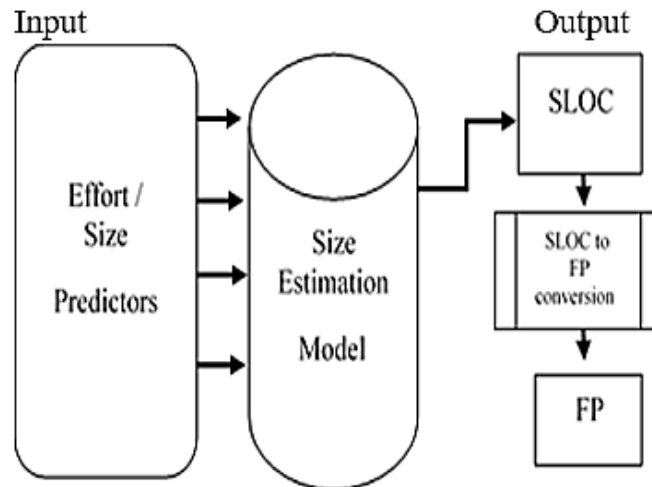 Input
Output
Effort /
Size
Predictors
Size
Estimation
Model
SLOC
SLOC to
FP
conversion
FP